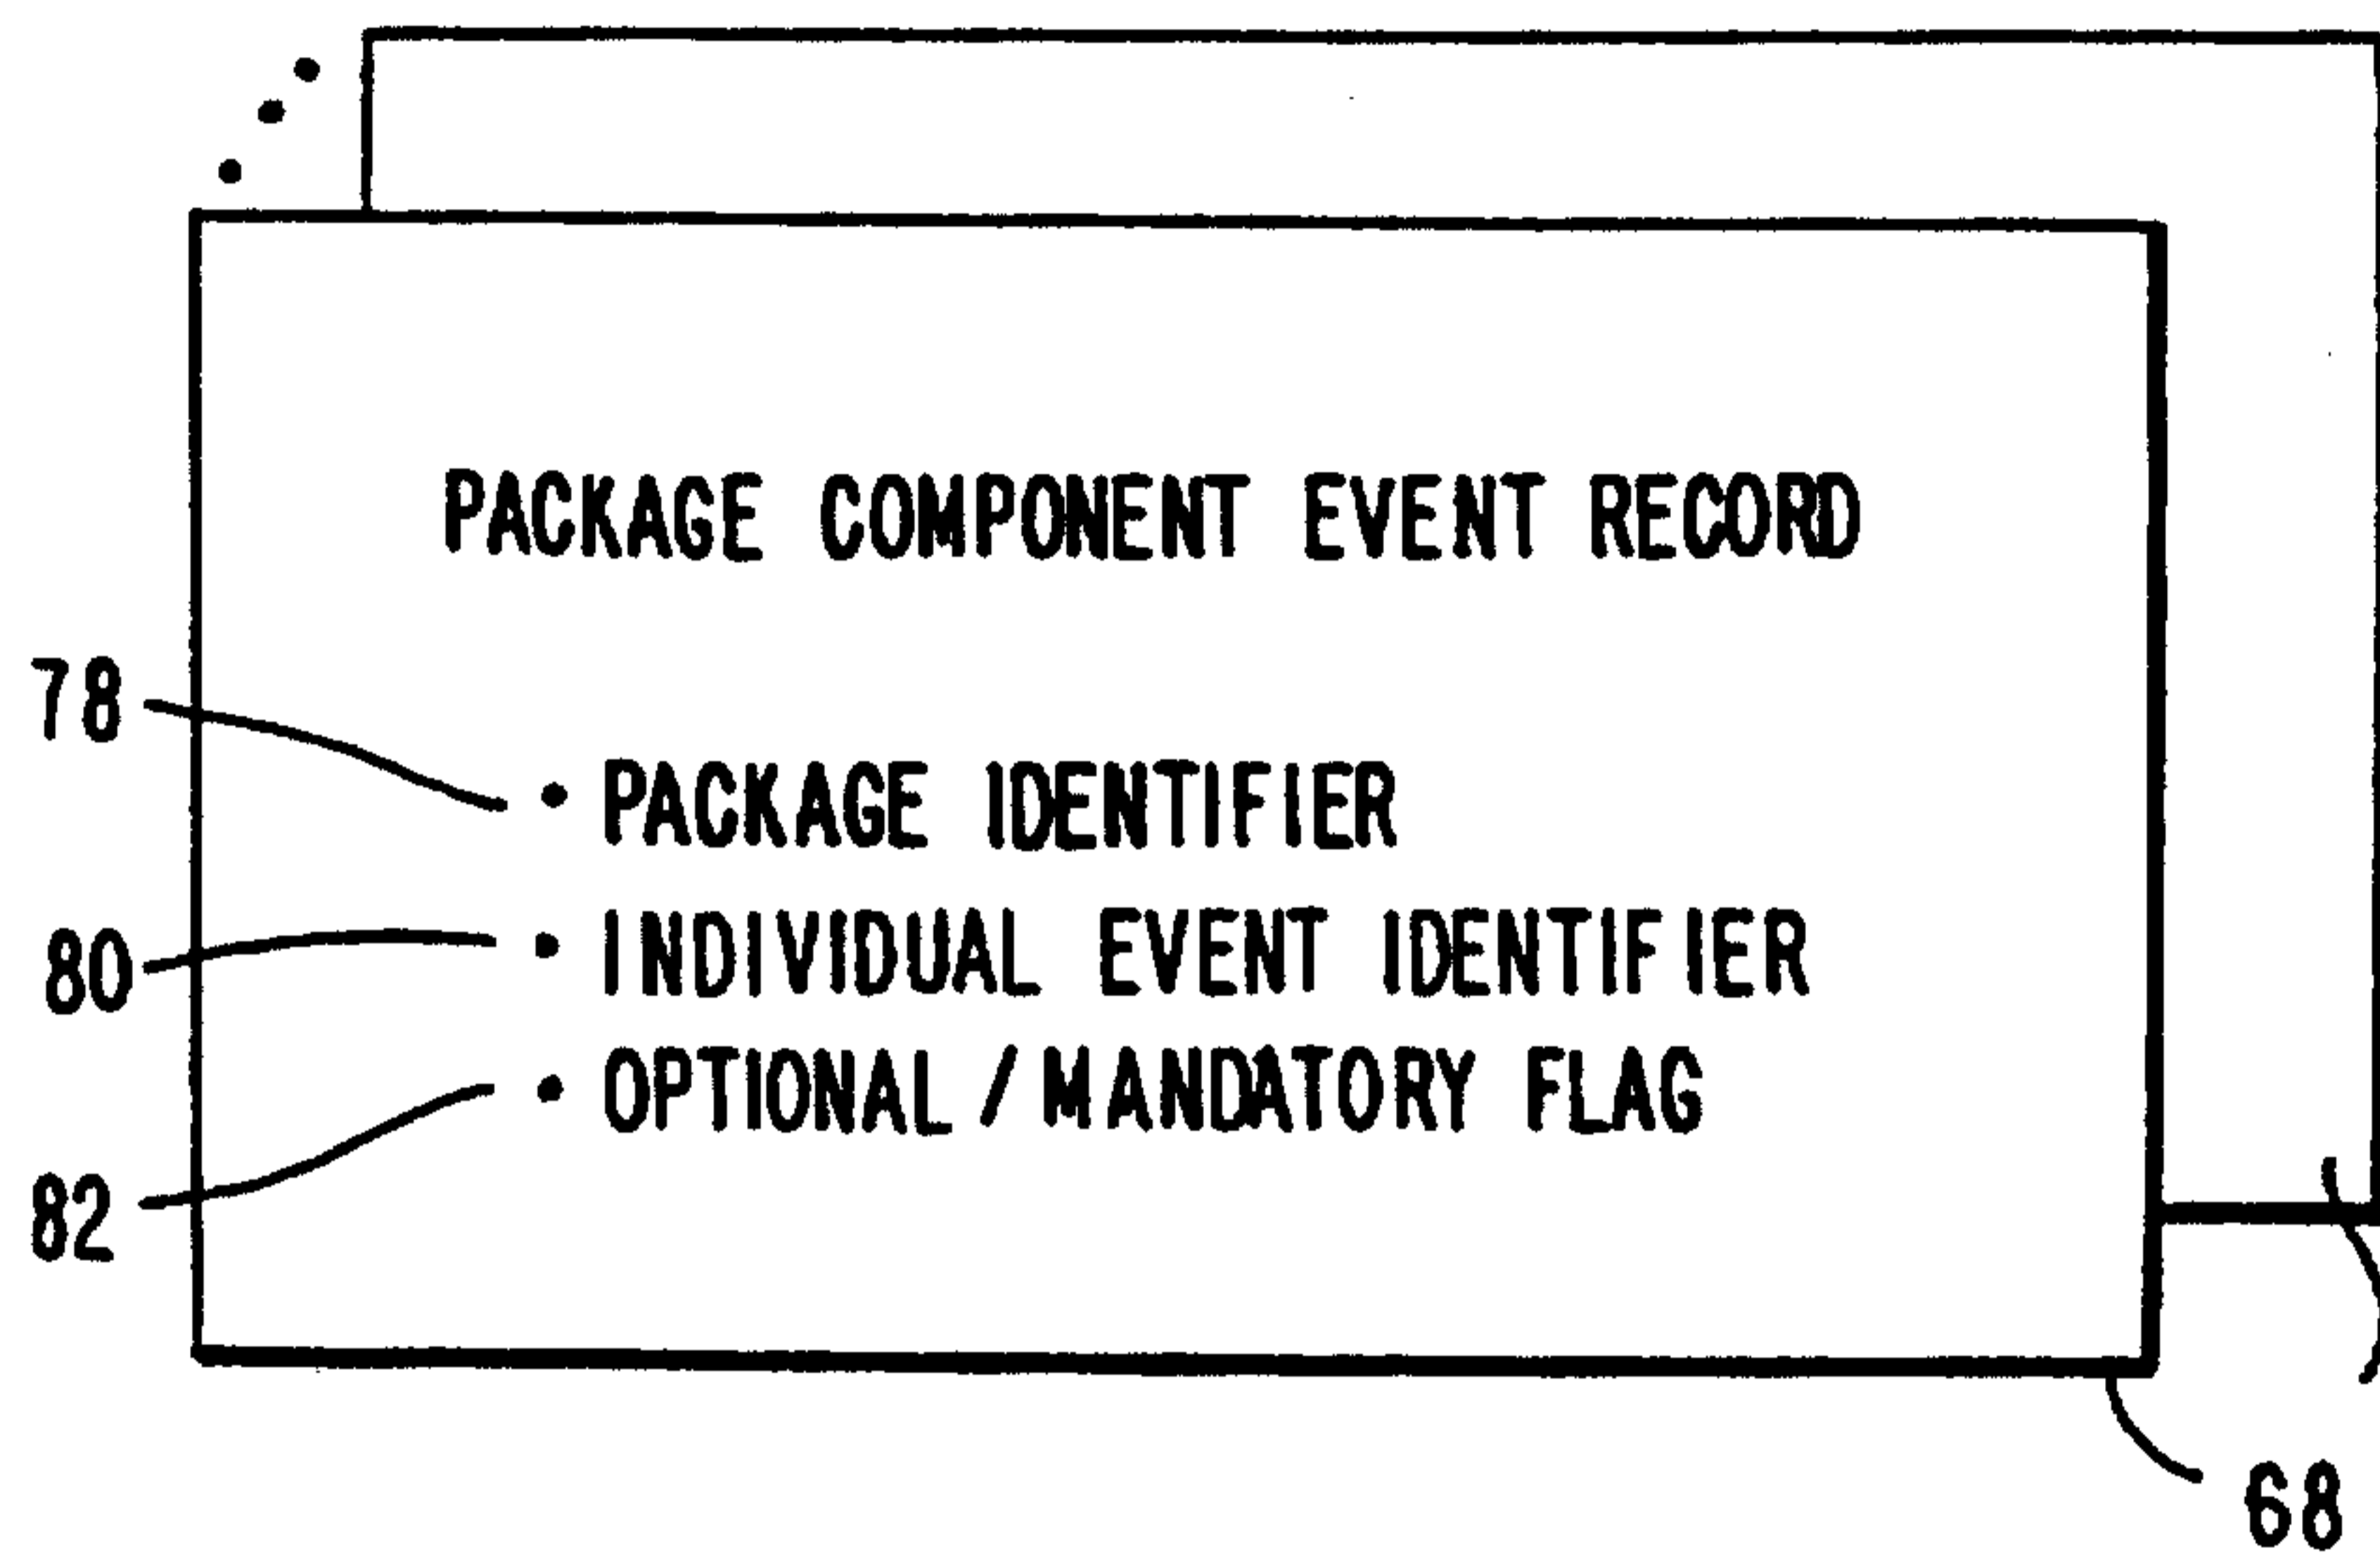 PACKAGE COMPONENT EVENT RECORD
78
• PACKAGE IDENTIFIER
80
• INDIVIDUAL EVENT IDENTIFIER
• OPTIONAL/MANDATORY FLAG
82
68